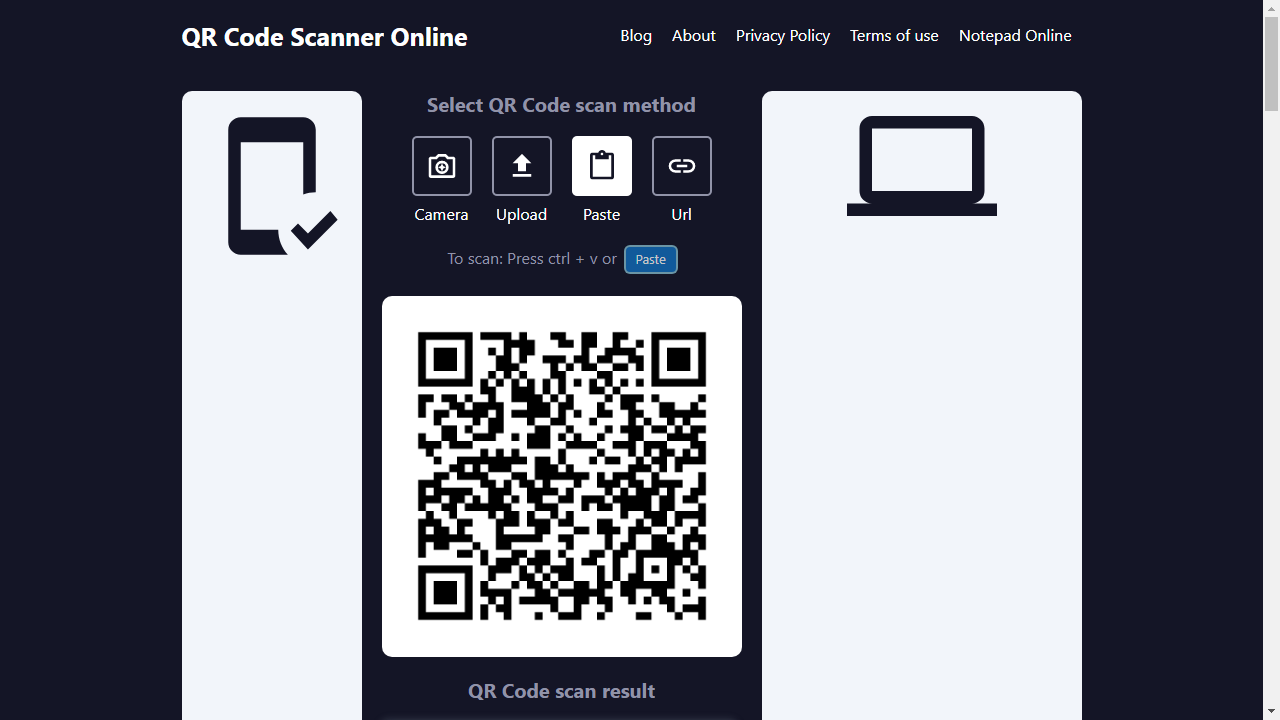 QR Code Scanner Online
Blog About Privacy Policy Terms of use Notepad Online
Select QR Code scan method
Camera Upload Paste Url
To scan: Press ctrl + v or Paste
QR Code scan result